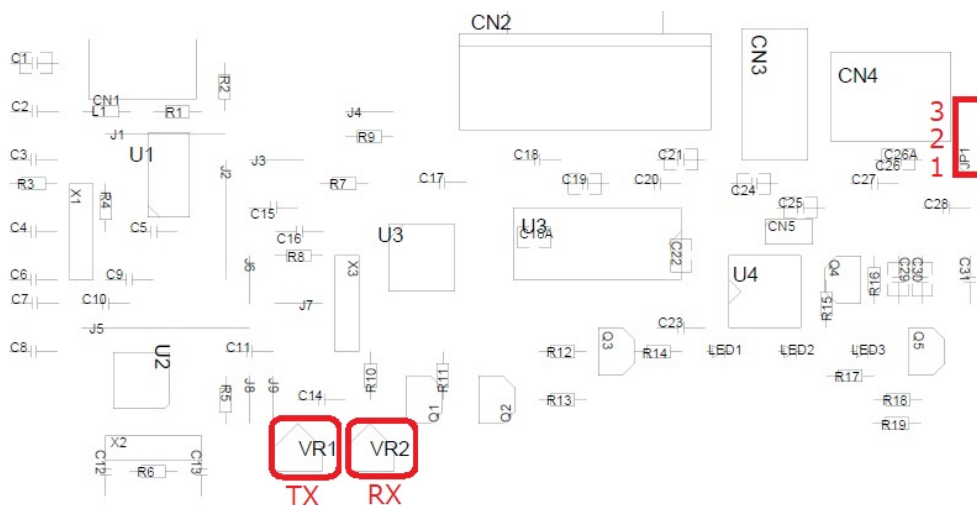 CN2
C1
R2
CN3
CN4
CN1
C2
L1
R1
J4
3
J1
R9
2
U1
C3
J3
C18
C21
C26A
C26
JP1
1
J2
R3
X1
R4
R7
C17
C19
C20
C24
C27
C15
C25
C28
C4
C5
C16
U3
U3
C18A
CN5
R8
C22
J6
X3
U4
Q4
R16
C29
C30
C31
C6
C9
C7
C10
J7
R15
J5
C23
C8
U2
C11
R12
Q3
R14
LED1
LED2
LED3
Q5
R10
R11
R17
R5
J8
J9
C14
Q1
Q2
R13
R18
R19
X2
VR1
VR2
C12
R6
C13
TX
RX